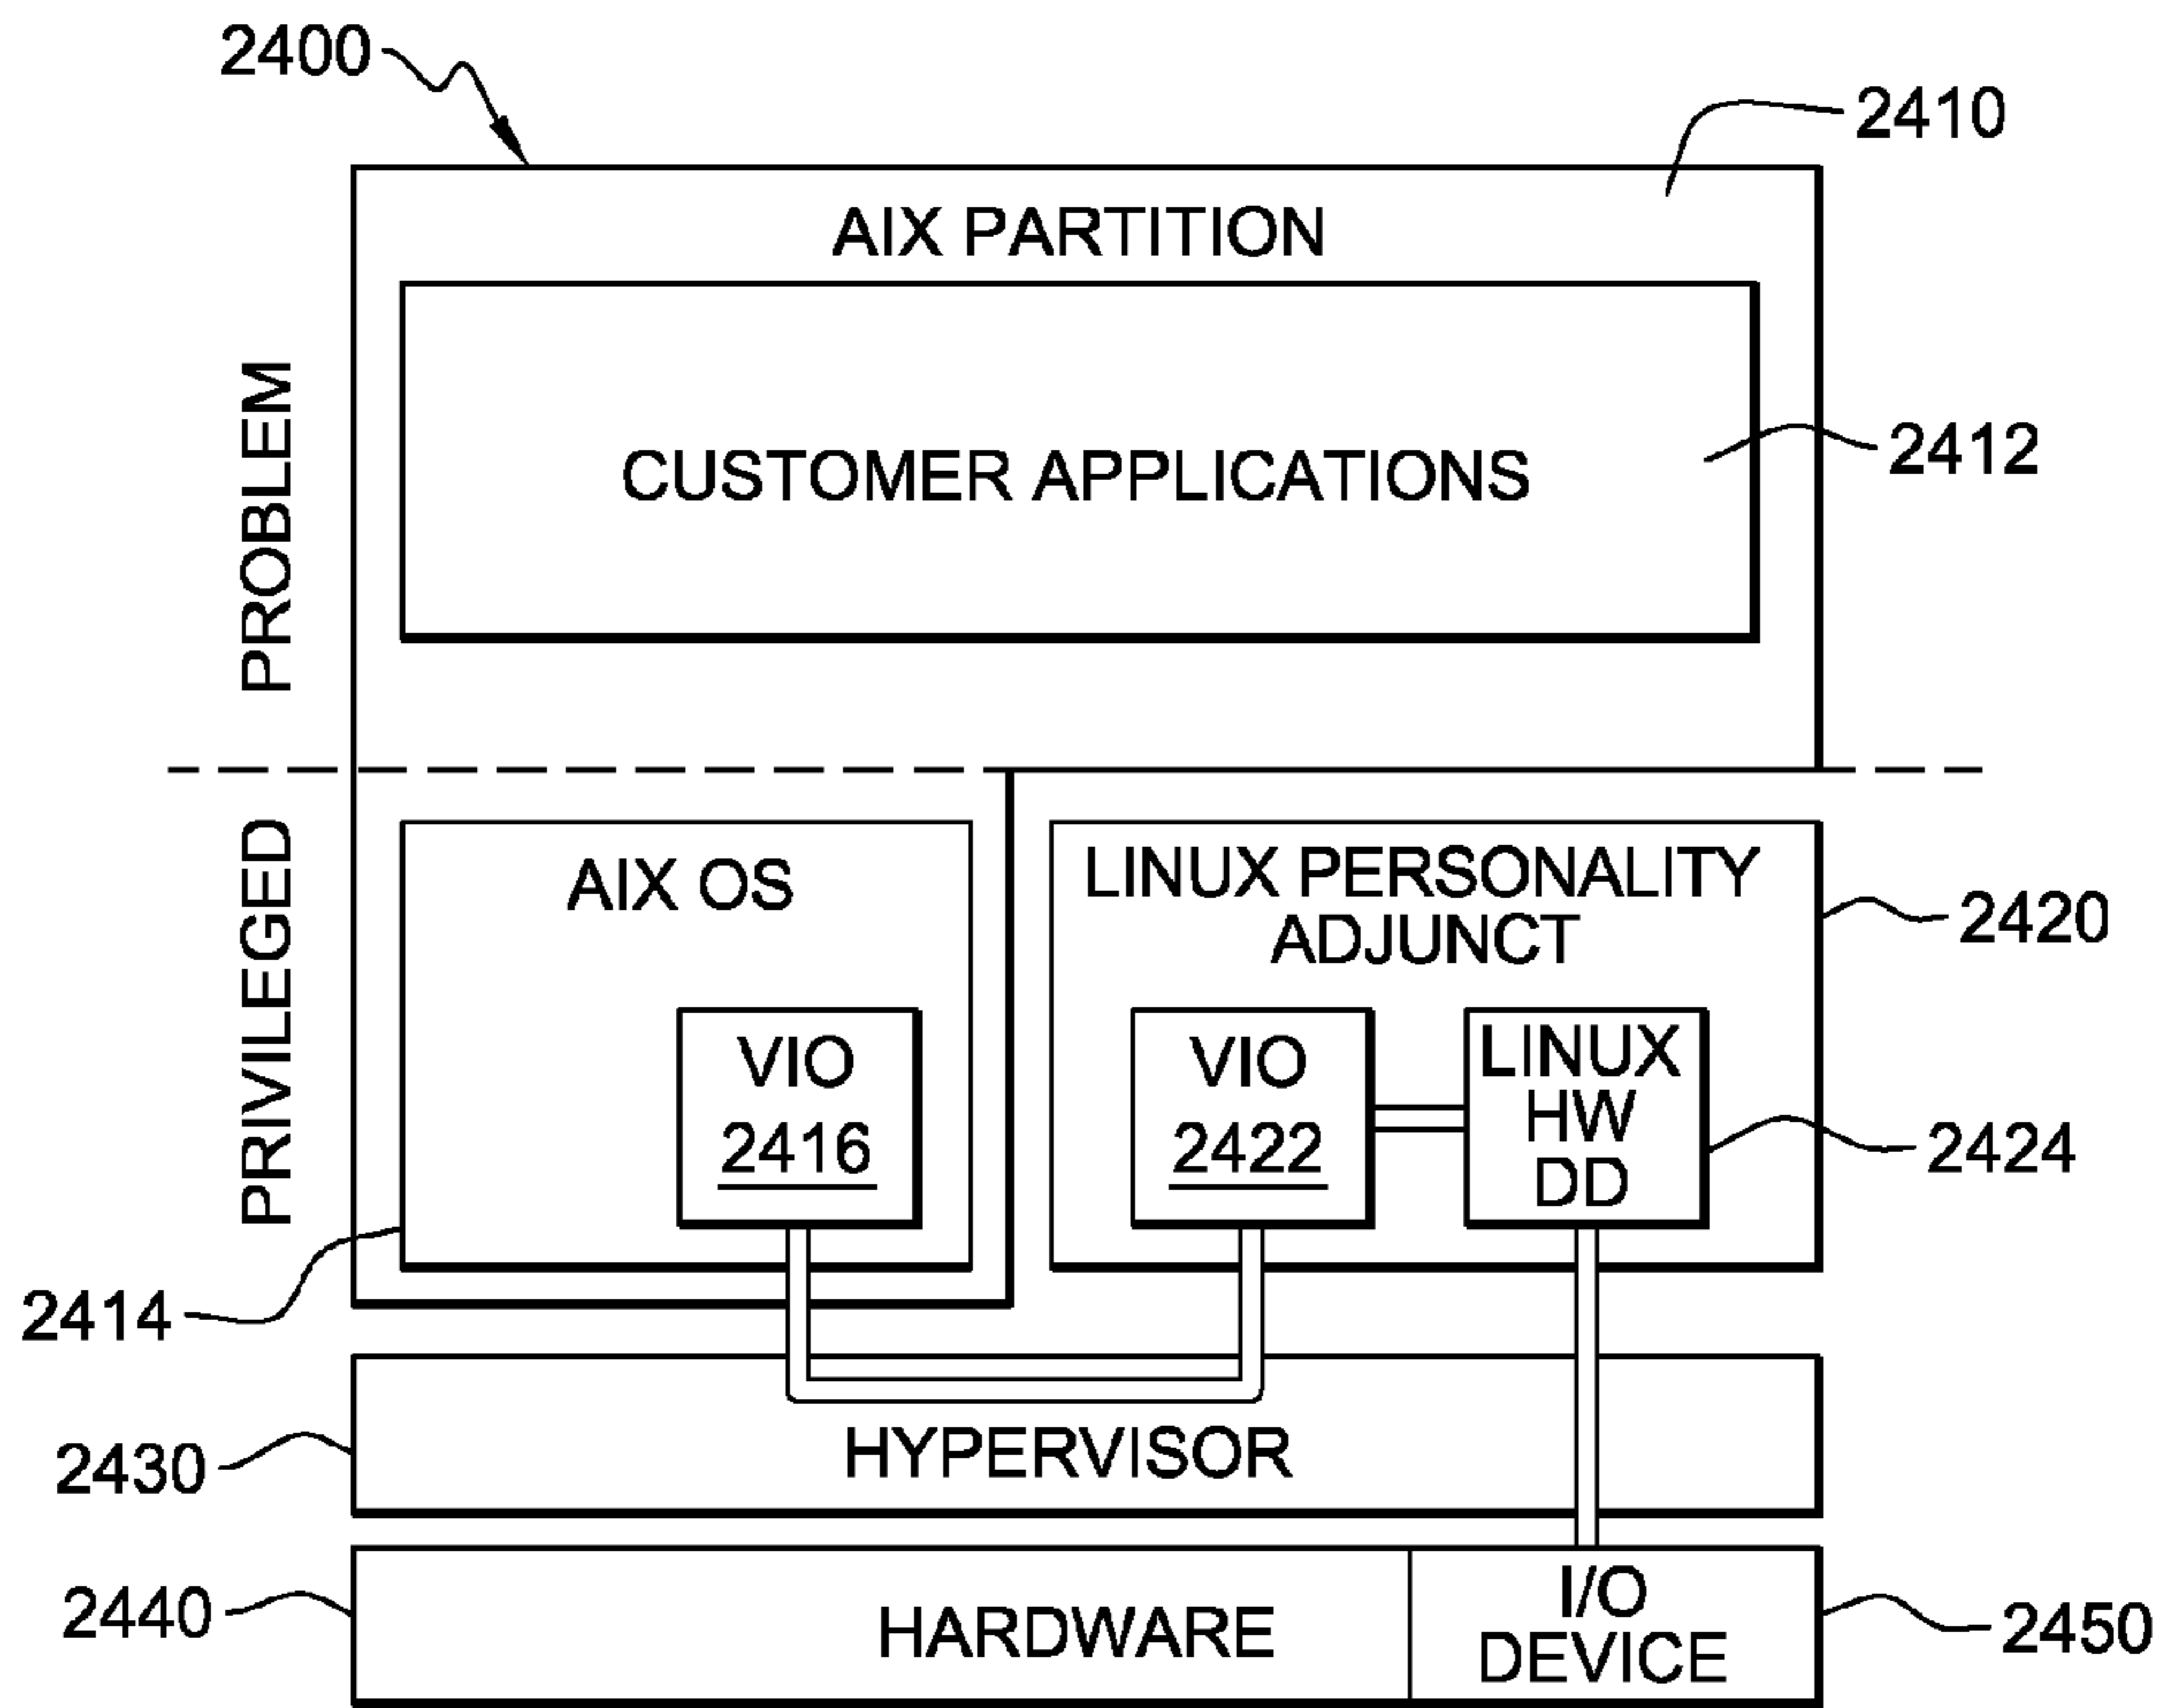 2400
2410
AIX PARTITION
CUSTOMER APPLICATIONS
2412
PROBLEM
PRIVILEGED
AIX OS
LINUX PERSONALITY
ADJUNCT
2420
VIO
2416
VIO
2422
LINUX
HW
DD
2424
2414
HYPERVISOR
2430
HARDWARE
2440
I/O
DEVICE
2450